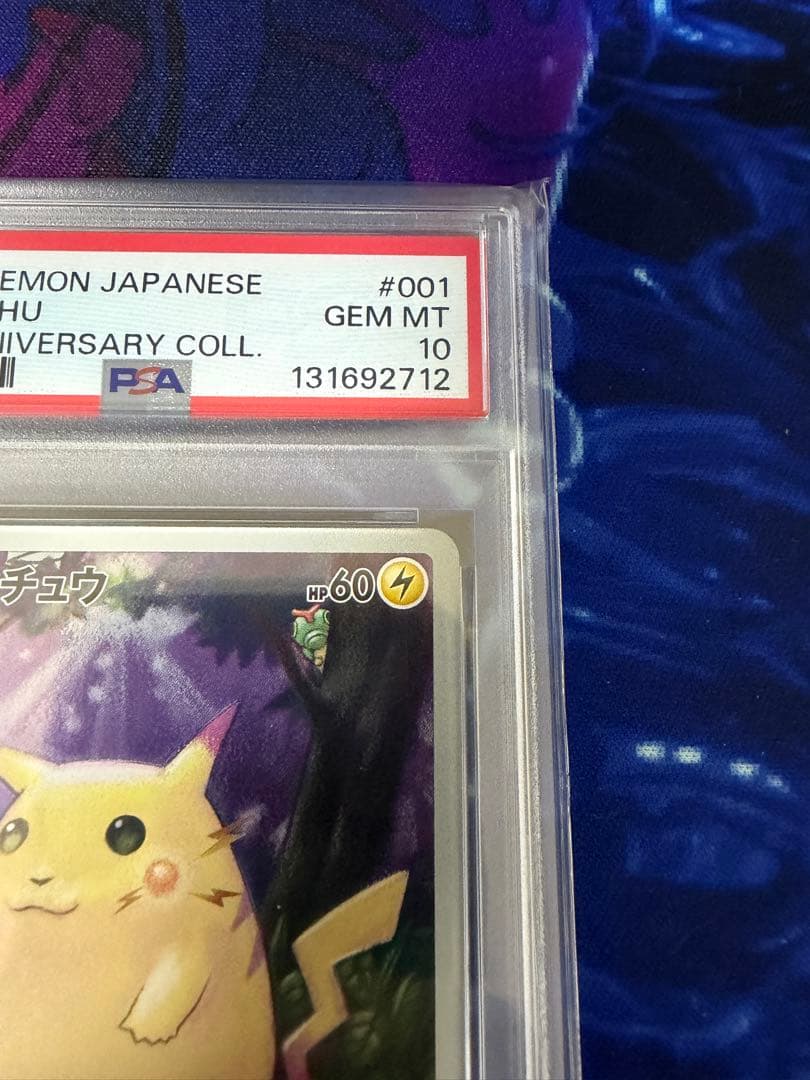 EMON JAPANESE #001
HU GEM MT
NIVERSARY COLL. 10
PSA 131692712
チュウ HP60